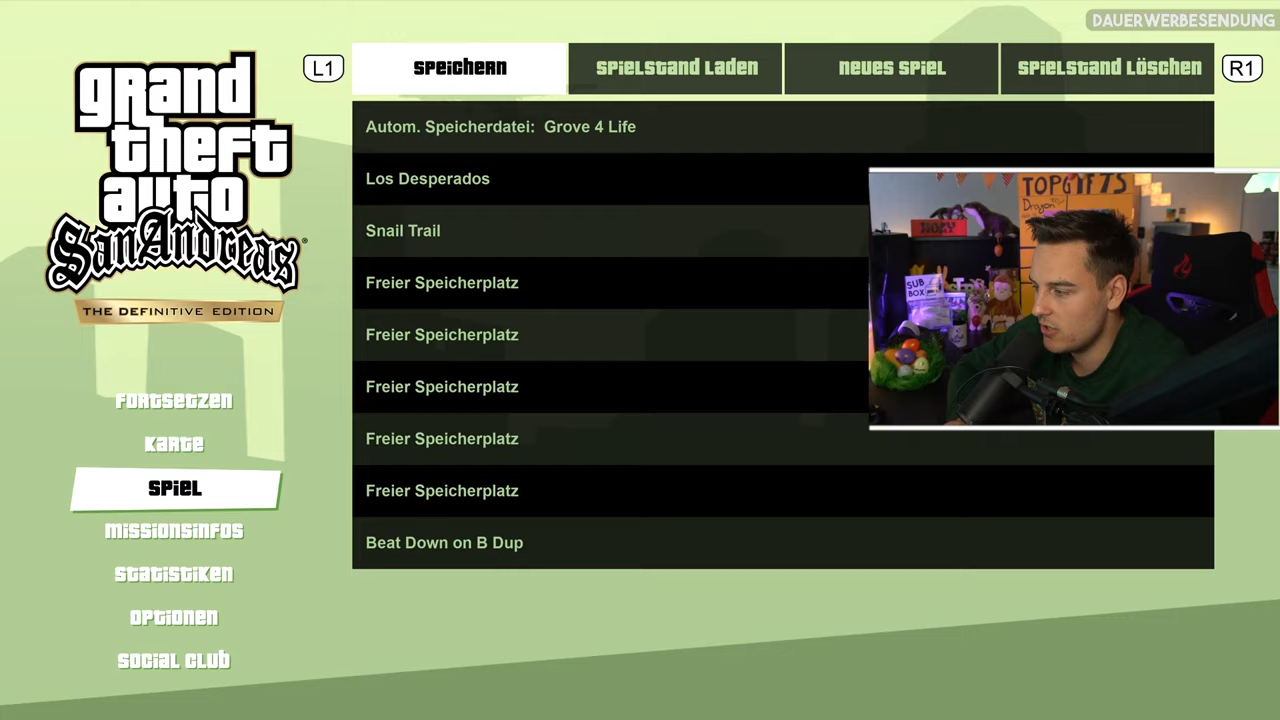 DAUERWERBESENDUNG
grand
theft
auto
San Andreas
THE DEFINITIVE EDITION
L1
SPEICHERN
SPIELSTAND LADEN
NEUES SPIEL
SPIELSTAND LÖSCHEN
R1
Autom. Speicherdatei: Grove 4 Life
Los Desperados
Snail Trail
Freier Speicherplatz
Freier Speicherplatz
Freier Speicherplatz
Freier Speicherplatz
Freier Speicherplatz
Beat Down on B Dup
FORTSETZEN
KARTE
SPIEL
MISSIONSINFOS
STATISTIKEN
OPTIONEN
SOCIAL CLUB
TOPGIFTS
Dragon
SUB
BOX